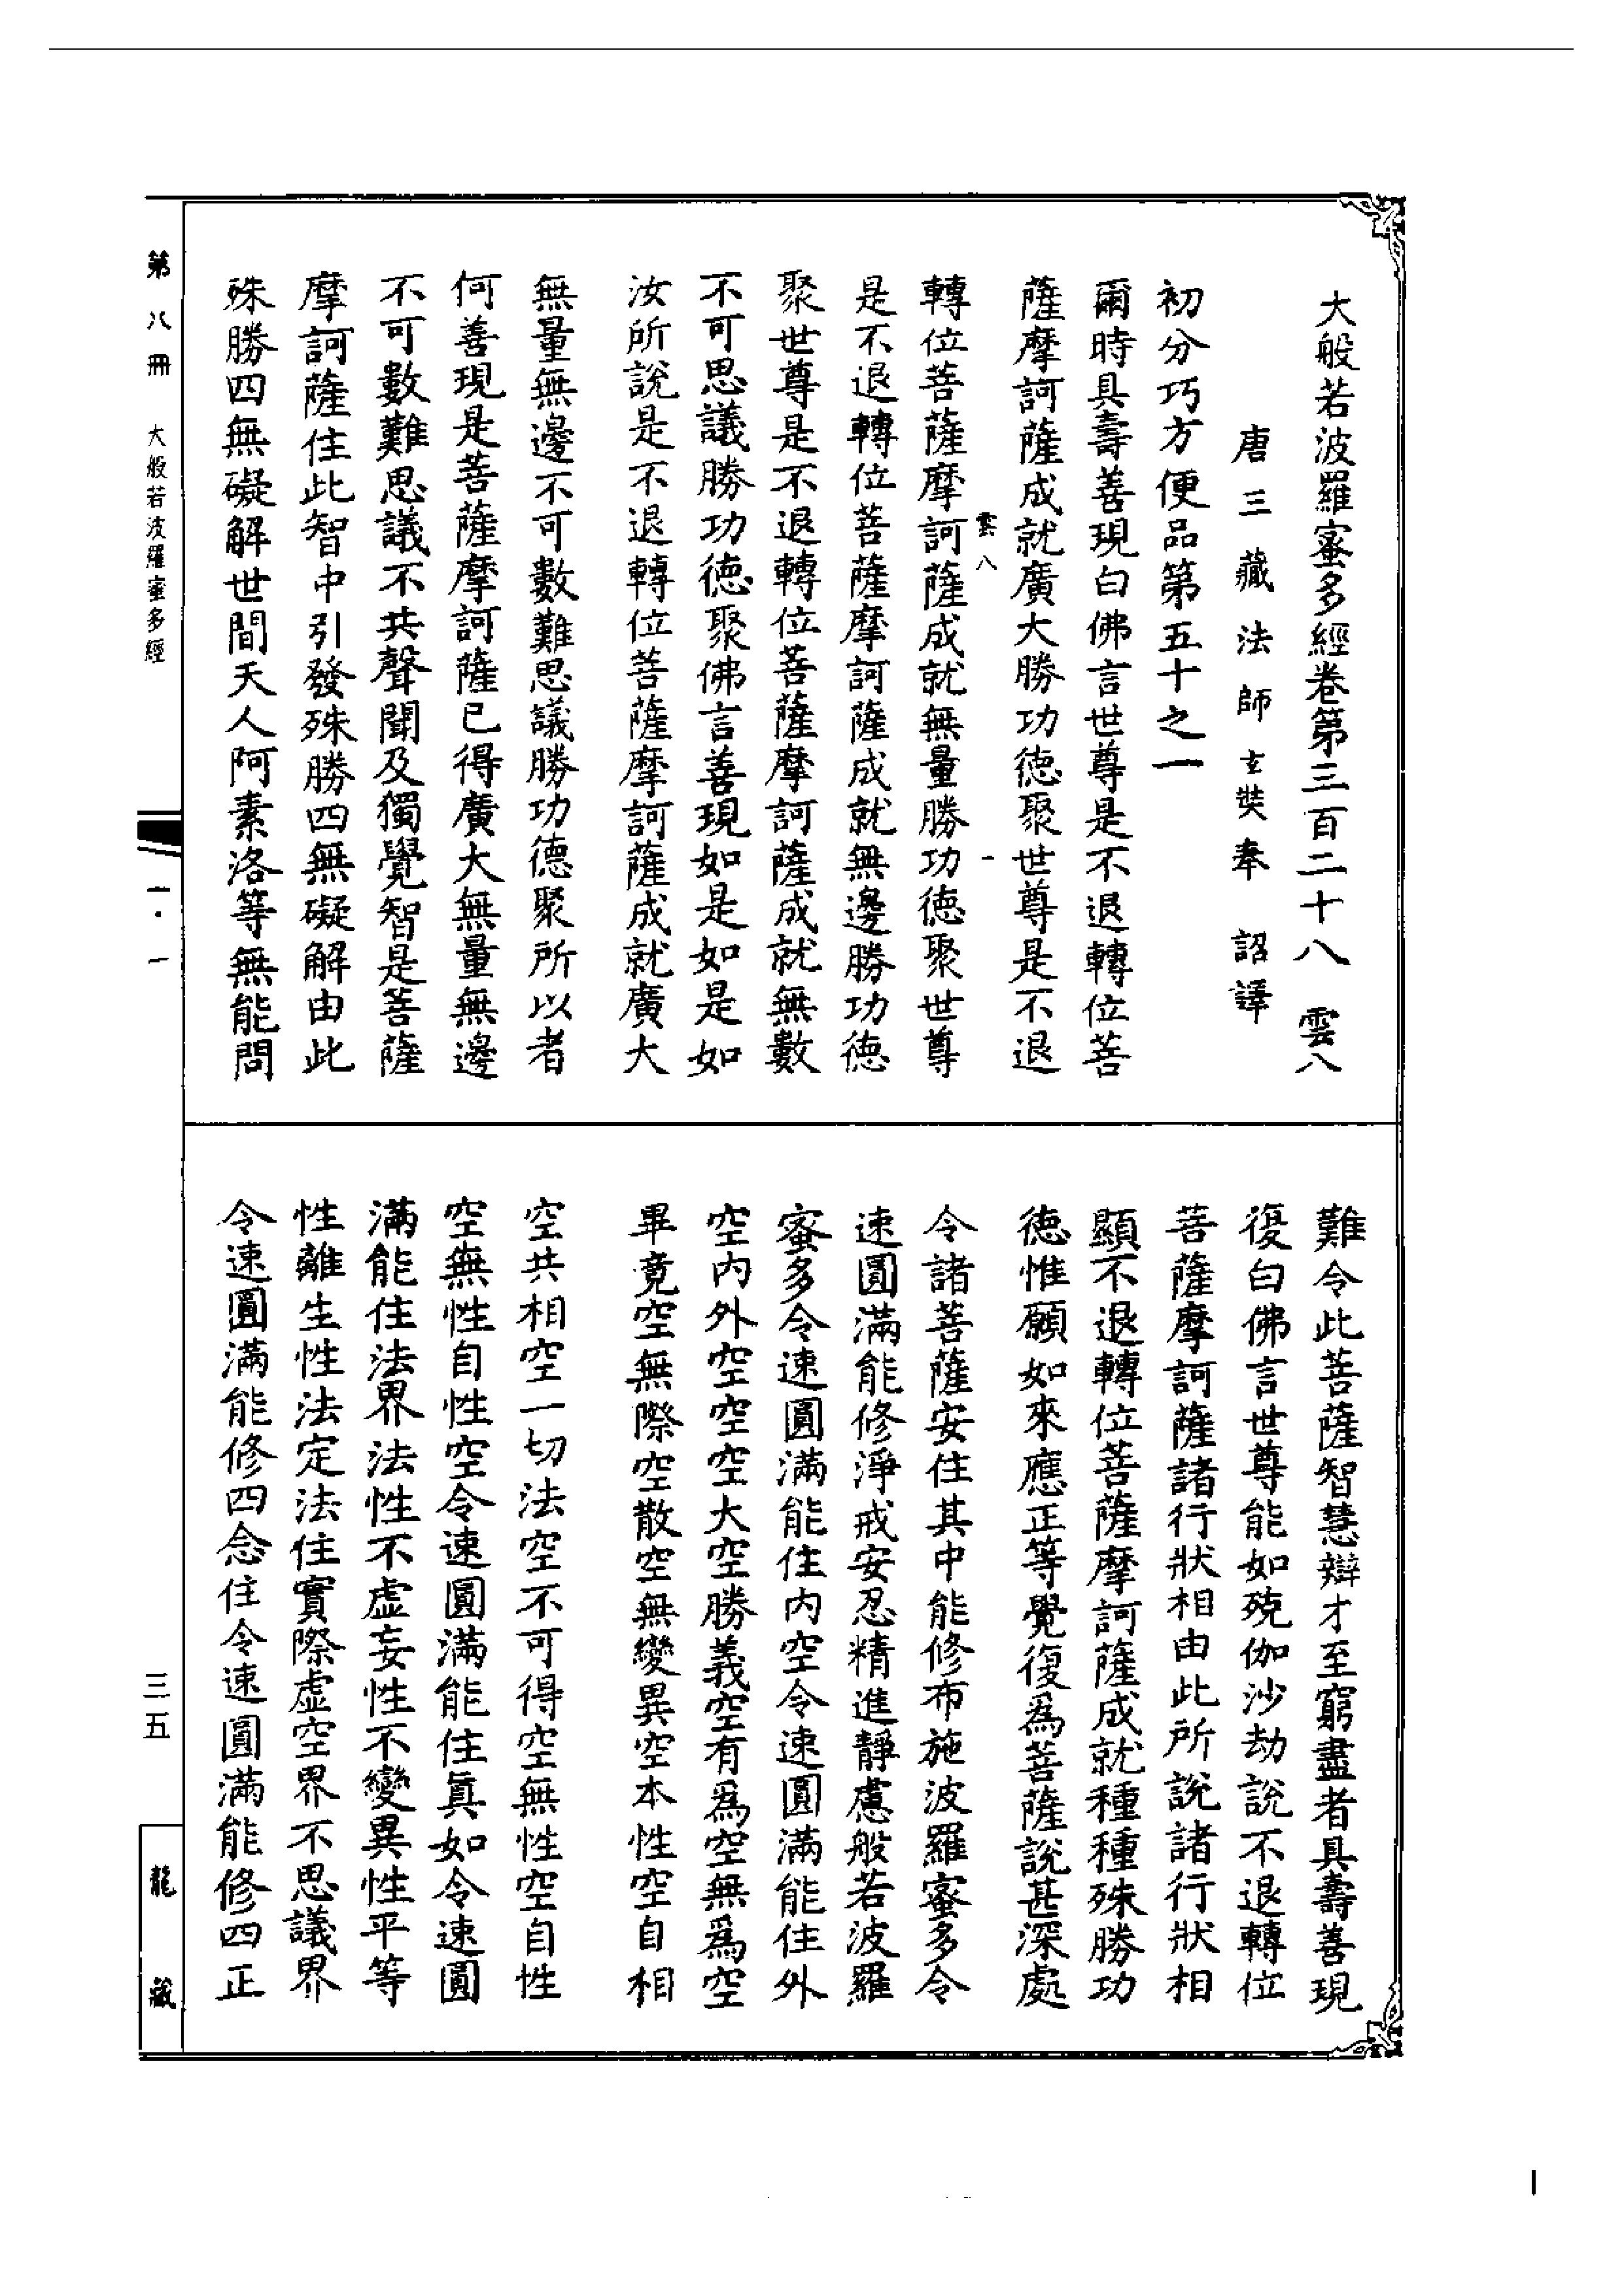 大般若波羅蜜多經卷第三百二十八　雲八
唐三藏法師玄奘奉　詔譯
初分巧方便品第五十之一
爾時具壽善現白佛言世尊是不退轉位菩
薩摩訶薩成就廣大勝功德聚世尊是不退
雲八　一
轉位菩薩摩訶薩成就無量勝功德聚世尊
是不退轉位菩薩摩訶薩成就無邊勝功德
聚世尊是不退轉位菩薩摩訶薩成就無數
不可思議勝功德聚佛言善現如是如是如
汝所說是不退轉位菩薩摩訶薩成就廣大
無量無邊不可數難思議勝功德聚所以者
何善現是菩薩摩訶薩已得廣大無量無邊
不可數難思議不共聲聞及獨覺智是菩薩
摩訶薩住此智中引發殊勝四無礙解由此
殊勝四無礙解世間天人阿素洛等無能問
難令此菩薩智慧辯才至窮盡者具壽善現
復白佛言世尊能如殑伽沙劫說不退轉位
菩薩摩訶薩諸行狀相由此所說諸行狀相
顯不退轉位菩薩摩訶薩成就種種殊勝功
德惟願如來應正等覺復爲菩薩說甚深處
令諸菩薩安住其中能修布施波羅蜜多令
速圓滿能修淨戒安忍精進靜慮般若波羅
蜜多令速圓滿能住內空令速圓滿能住外
空內外空空空大空勝義空有爲空無爲空
畢竟空無際空散空無變異空本性空自相
空共相空一切法空不可得空無性空自性
空無性自性空令速圓滿能住眞如令速圓
滿能住法界法性不虛妄性不變異性平等
性離生性法定法住實際虛空界不思議界
令速圓滿能修四念住令速圓滿能修四正
第八冊　大般若波羅蜜多經
一・一
三五
龍藏
1